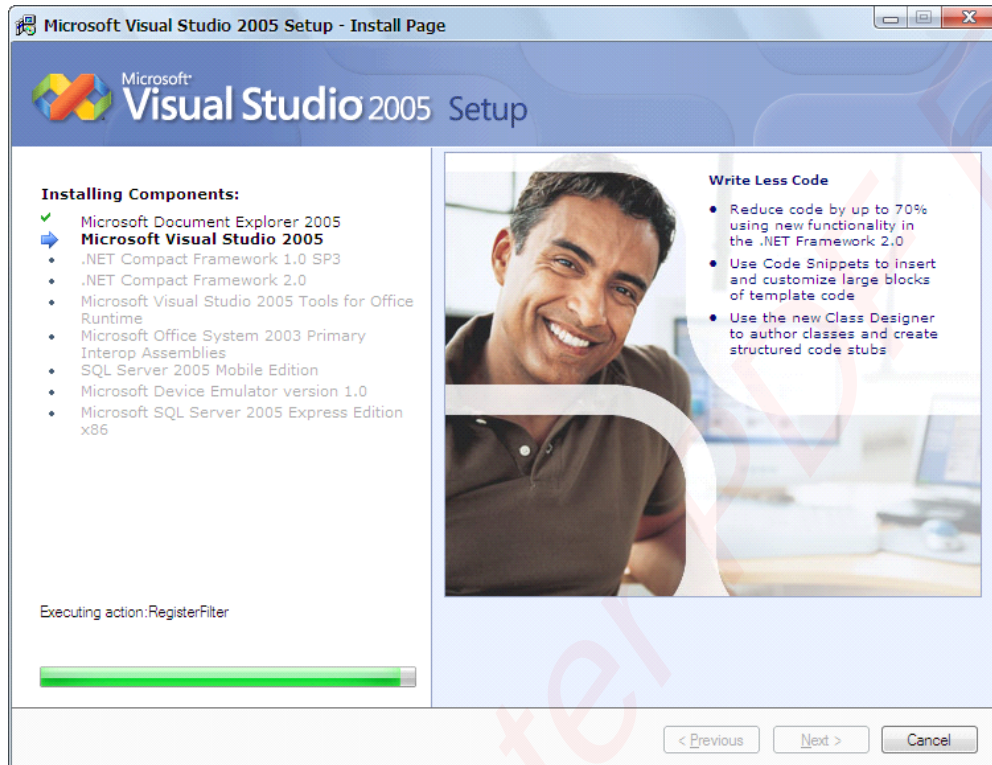 Microsoft Visual Studio 2005 Setup - Install Page
Microsoft
Visual Studio 2005 Setup
Installing Components:
Microsoft Document Explorer 2005
Microsoft Visual Studio 2005
.NET Compact Framework 1.0 SP3
.NET Compact Framework 2.0
Microsoft Visual Studio 2005 Tools for Office
Runtime
Microsoft Office System 2003 Primary
Interop Assemblies
SQL Server 2005 Mobile Edition
Microsoft Device Emulator version 1.0
Microsoft SQL Server 2005 Express Edition
x86
Executing action:RegisterFilter
Write Less Code
Reduce code by up to 70%
using new functionality in
the .NET Framework 2.0
Use Code Snippets to insert
and customize large blocks
of template code
Use the new Class Designer
to author classes and create
structured code stubs
< Previous
Next >
Cancel